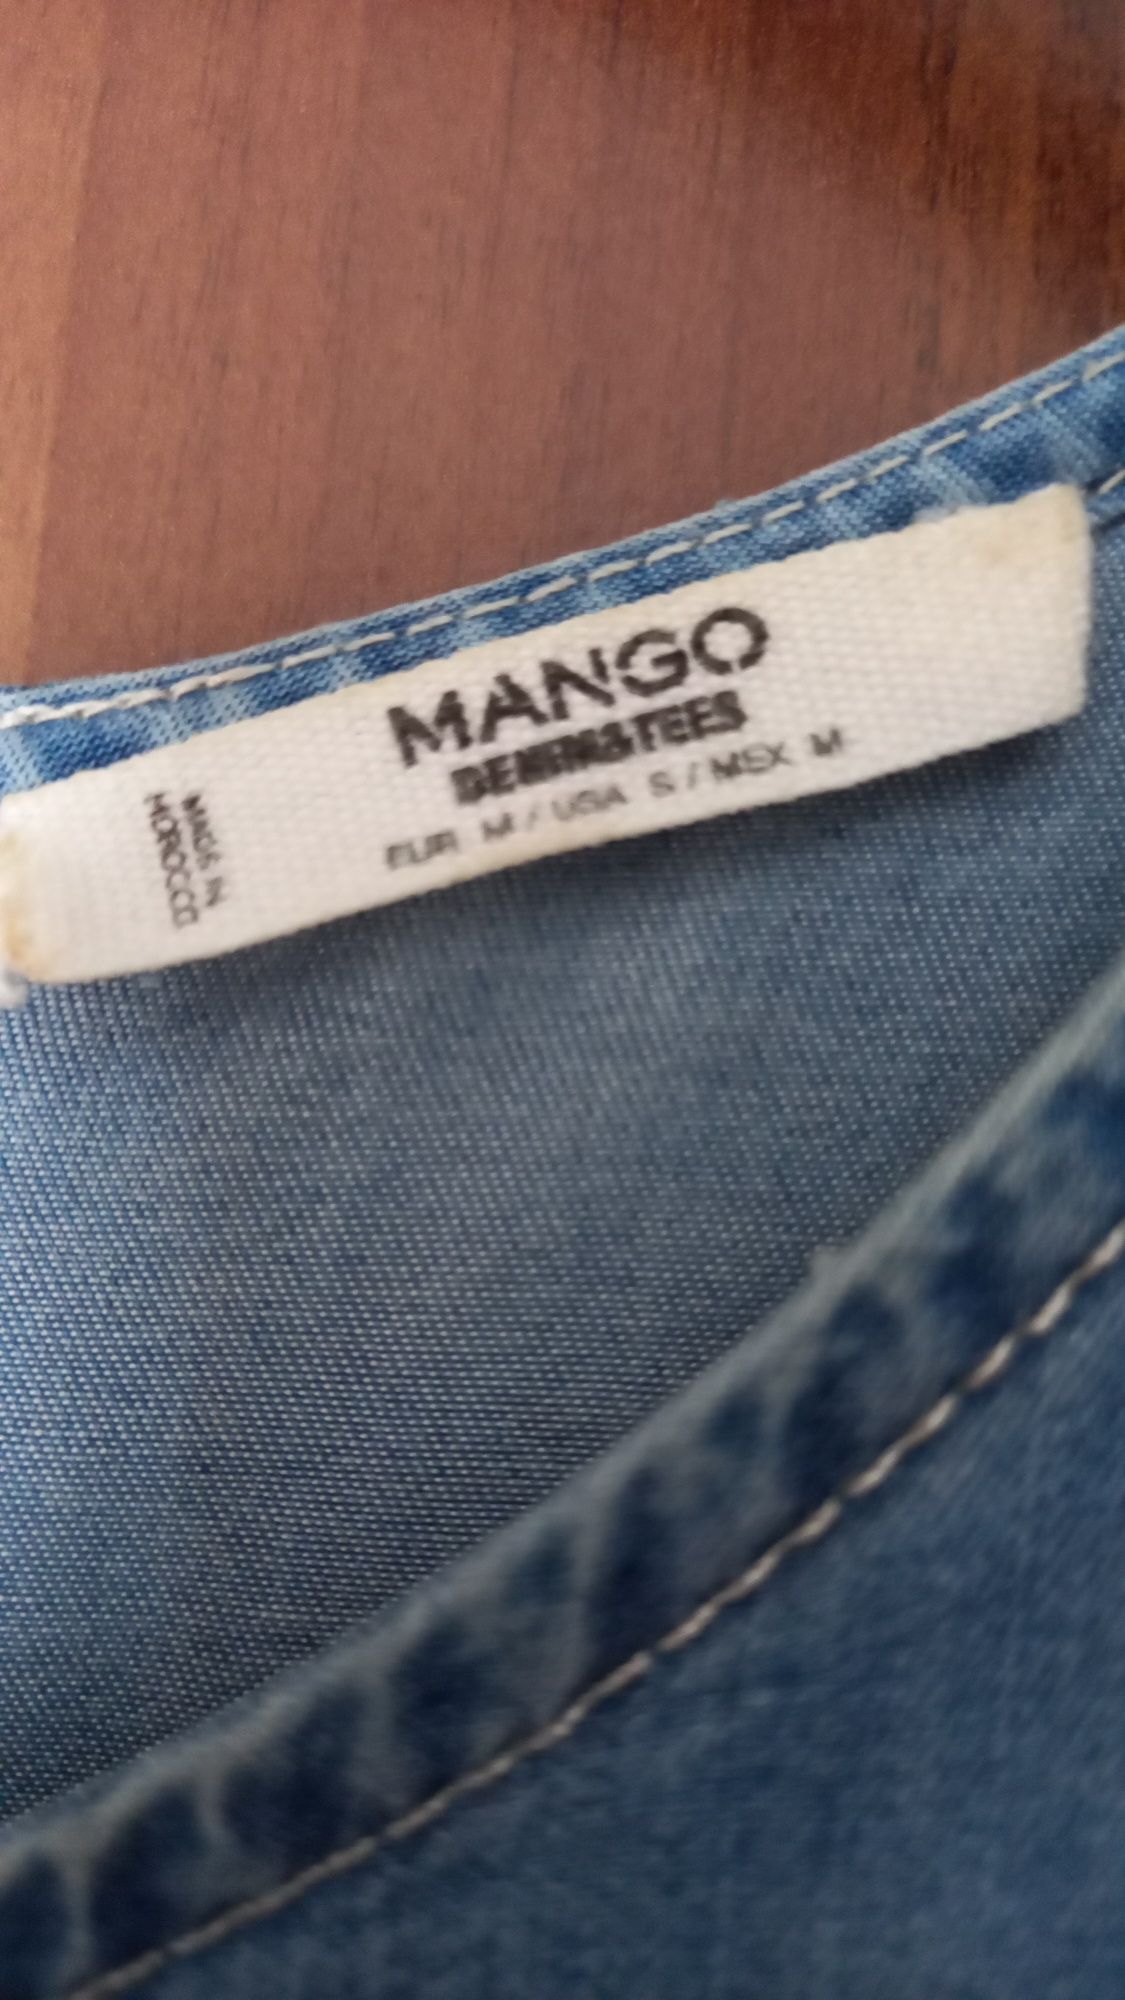 MANGO
DENIM&TEES
EUR M / USA S / MEX M
MADE IN
MOROCCO